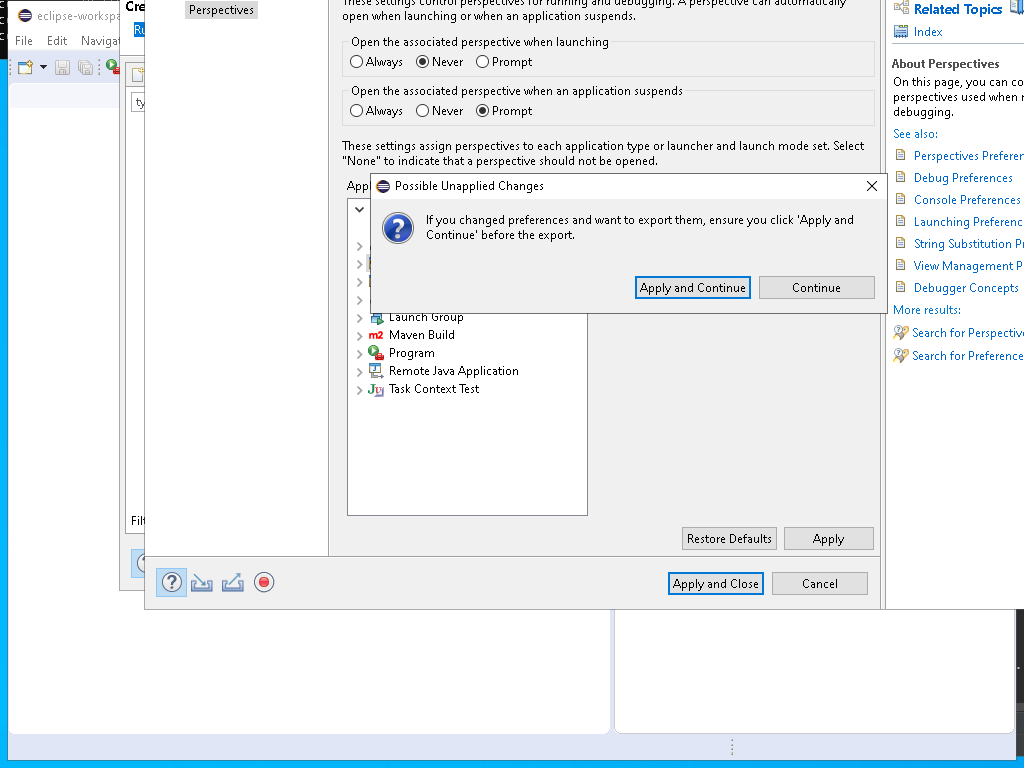 eclipse-workspa
File Edit Navigat
Cre
Ru
ty
Filt
Perspectives
These settings control perspectives for running and debugging. A perspective can automatically
open when launching or when an application suspends.
Open the associated perspective when launching
Always Never Prompt
Open the associated perspective when an application suspends
Always Never Prompt
These settings assign perspectives to each application type or launcher and launch mode set. Select
"None" to indicate that a perspective should not be opened.
Appl
Possible Unapplied Changes
If you changed preferences and want to export them, ensure you click 'Apply and
Continue' before the export.
Apply and Continue Continue
Launch Group
m2 Maven Build
Program
Remote Java Application
Task Context Test
Restore Defaults Apply
Apply and Close Cancel
Related Topics
Index
About Perspectives
On this page, you can co
perspectives used when r
debugging.
See also:
Perspectives Preferen
Debug Preferences
Console Preferences
Launching Preferenc
String Substitution Pr
View Management P
Debugger Concepts
More results:
Search for Perspective
Search for Preference